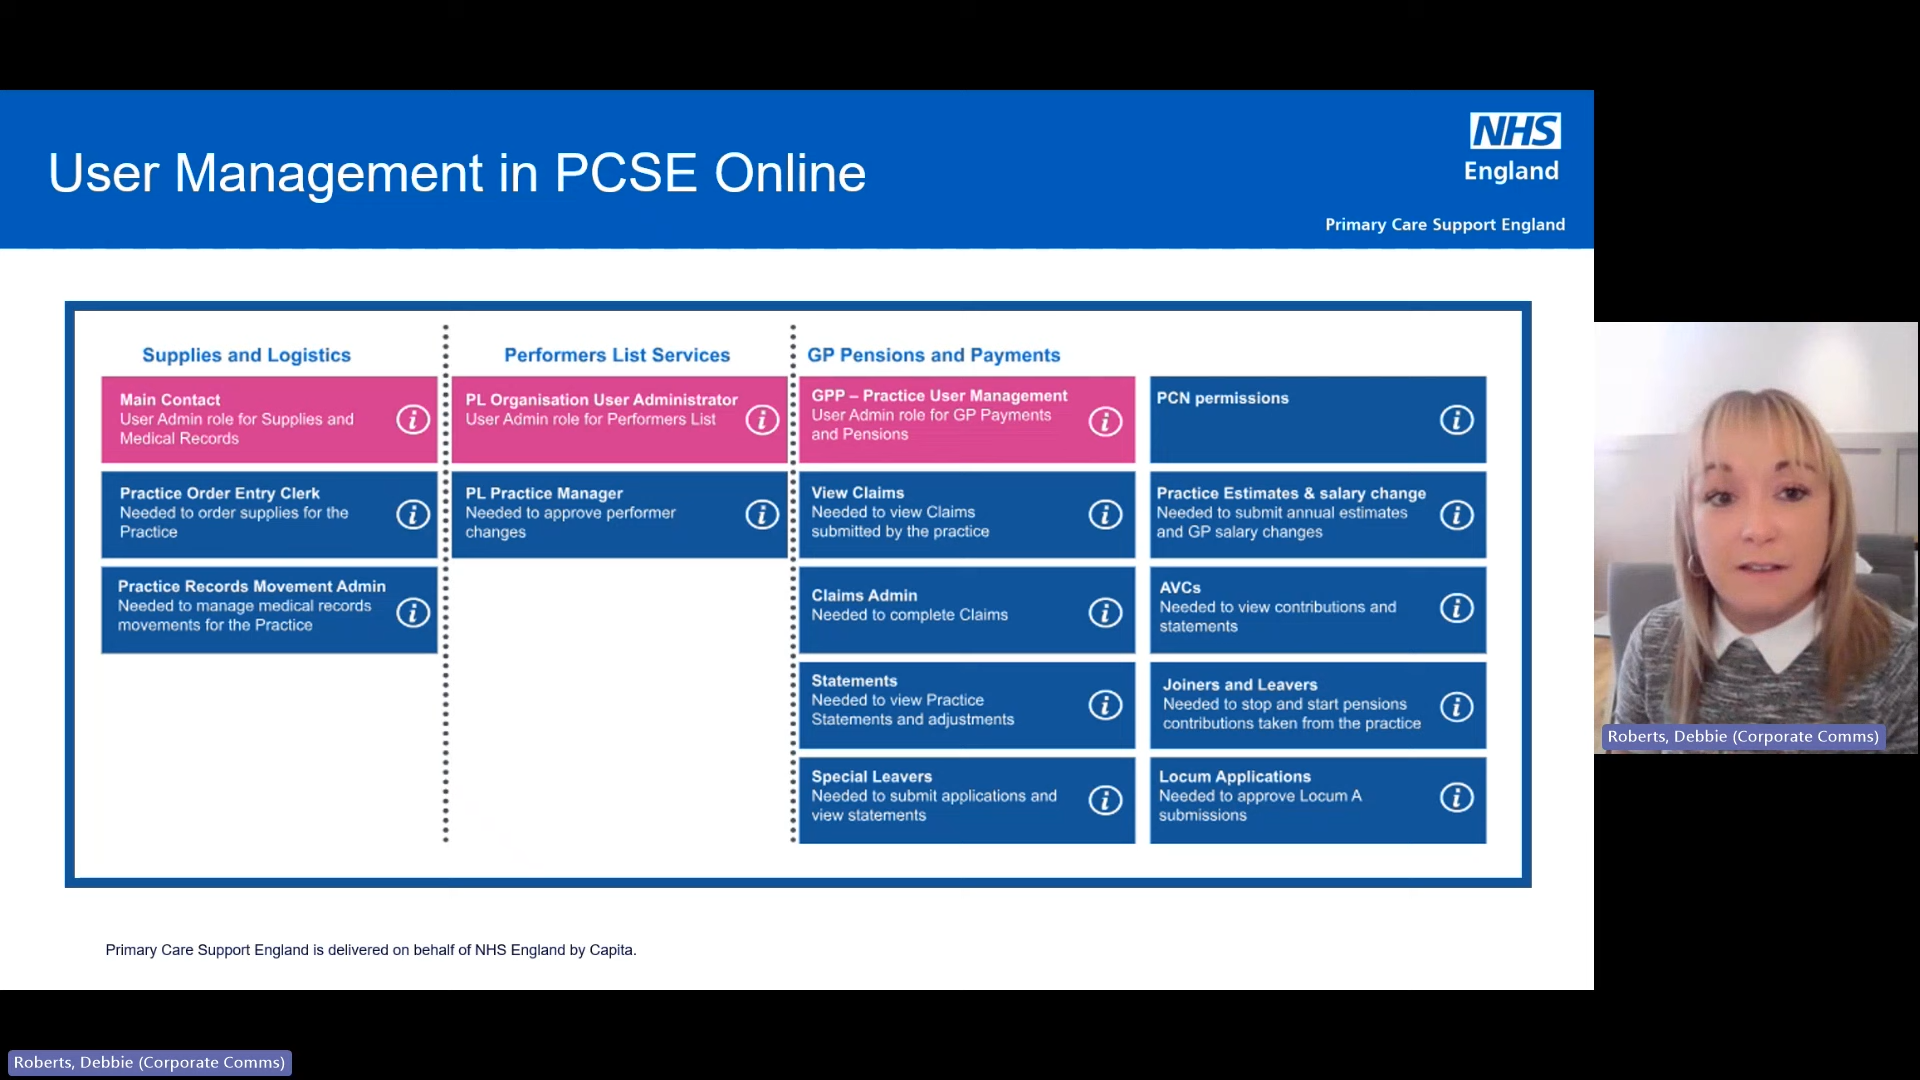 User Management in PCSE Online
NHS
England
Primary Care Support England
Supplies and Logistics
Main Contact
User Admin role for Supplies and
Medical Records
Practice Order Entry Clerk
Needed to order supplies for the
Practice
Practice Records Movement Admin
Needed to manage medical records
movements for the Practice
Performers List Services
PL Organisation User Administrator
User Admin role for Performers List
PL Practice Manager
Needed to approve performer
changes
GP Pensions and Payments
GPP – Practice User Management
User Admin role for GP Payments
and Pensions
View Claims
Needed to view Claims
submitted by the practice
Claims Admin
Needed to complete Claims
Statements
Needed to view Practice
Statements and adjustments
Special Leavers
Needed to submit applications and
view statements
PCN permissions
Practice Estimates & salary change
Needed to submit annual estimates
and GP salary changes
AVCs
Needed to view contributions and
statements
Joiners and Leavers
Needed to stop and start pensions
contributions taken from the practice
Locum Applications
Needed to approve Locum A
submissions
Primary Care Support England is delivered on behalf of NHS England by Capita.
Roberts, Debbie (Corporate Comms)
Roberts, Debbie (Corporate Comms)